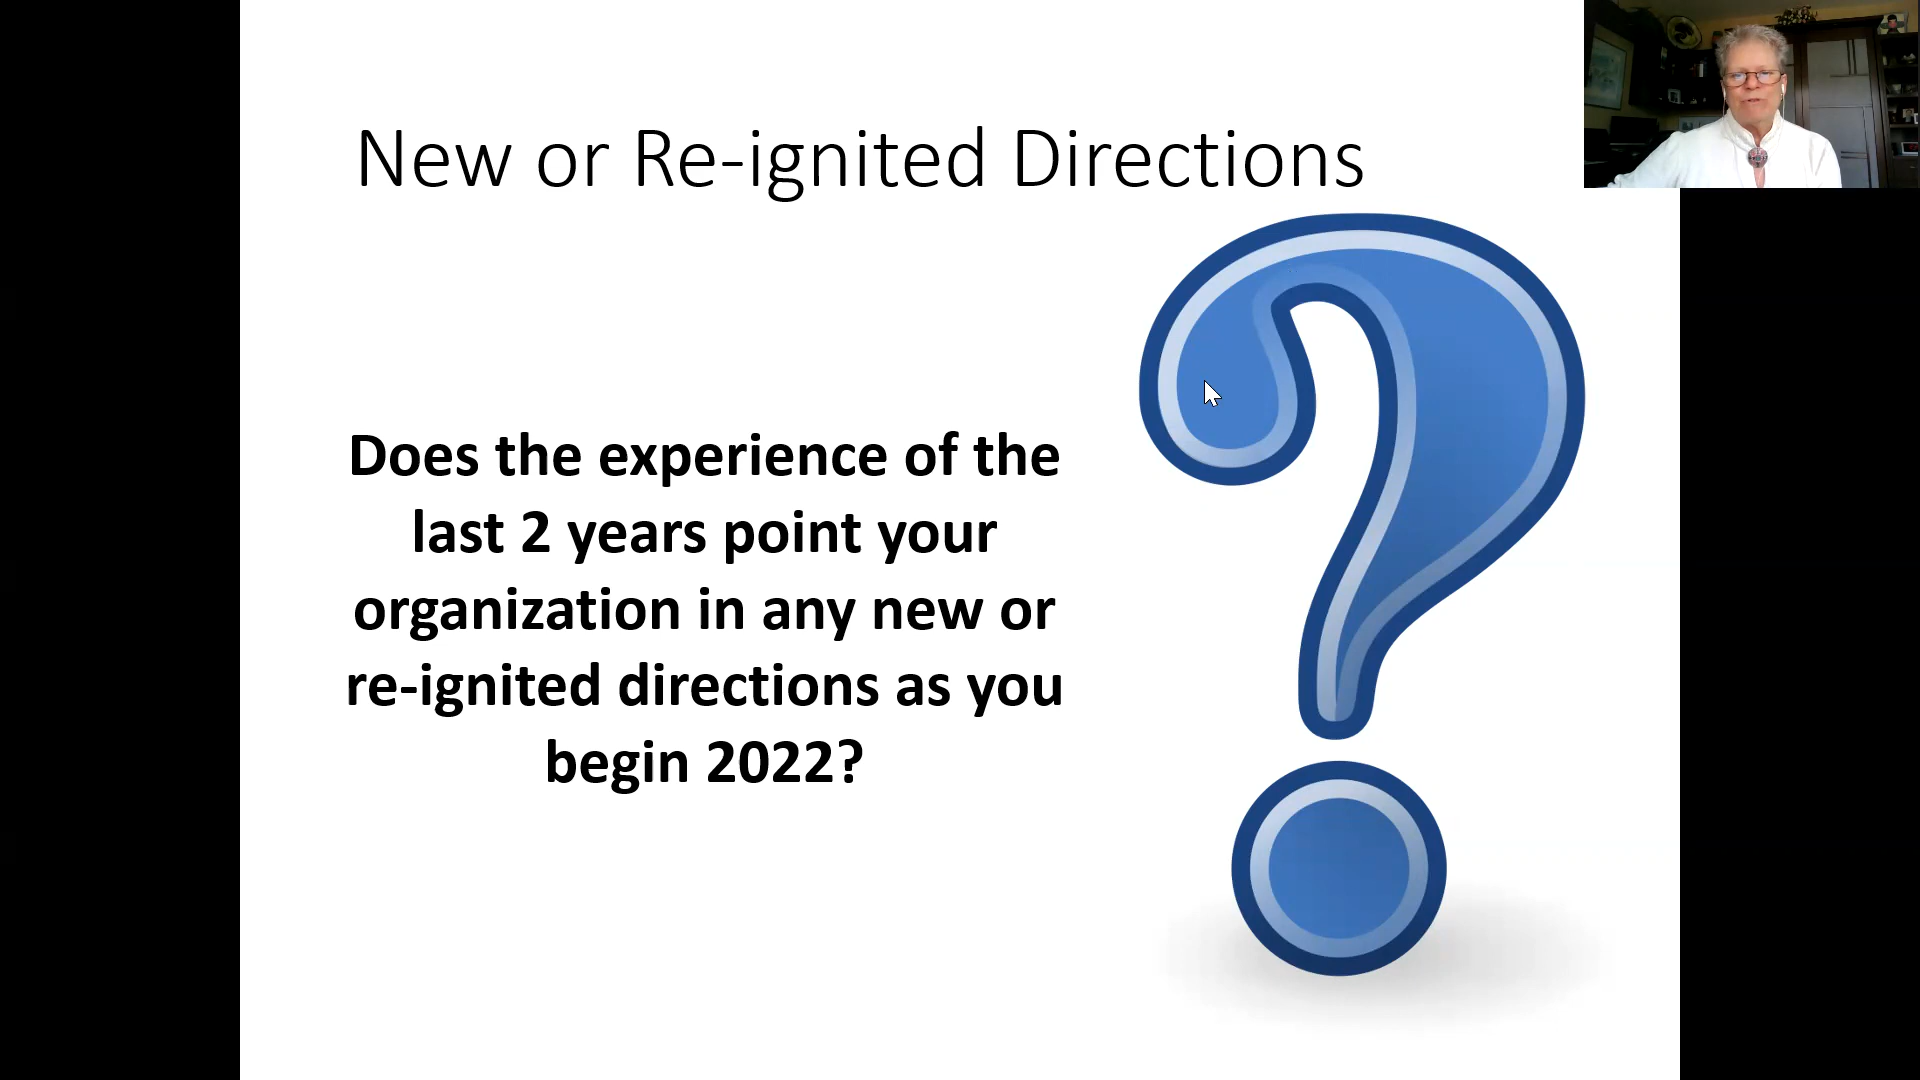 New or Re-ignited Directions
Does the experience of the
last 2 years point your
organization in any new or
re-ignited directions as you
begin 2022?